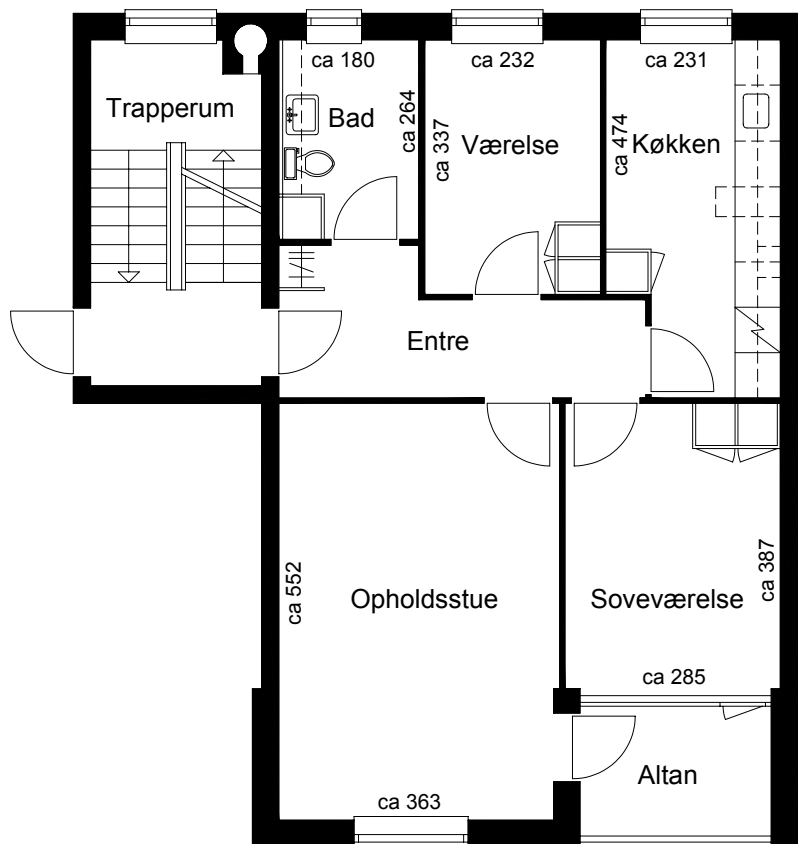 ca 180
ca 232
ca 231
Trapperum
Bad
ca 264
ca 337
Værelse
ca 474
Køkken
Entre
ca 552
Opholdsstue
Soveværelse
ca 387
ca 285
Altan
ca 363